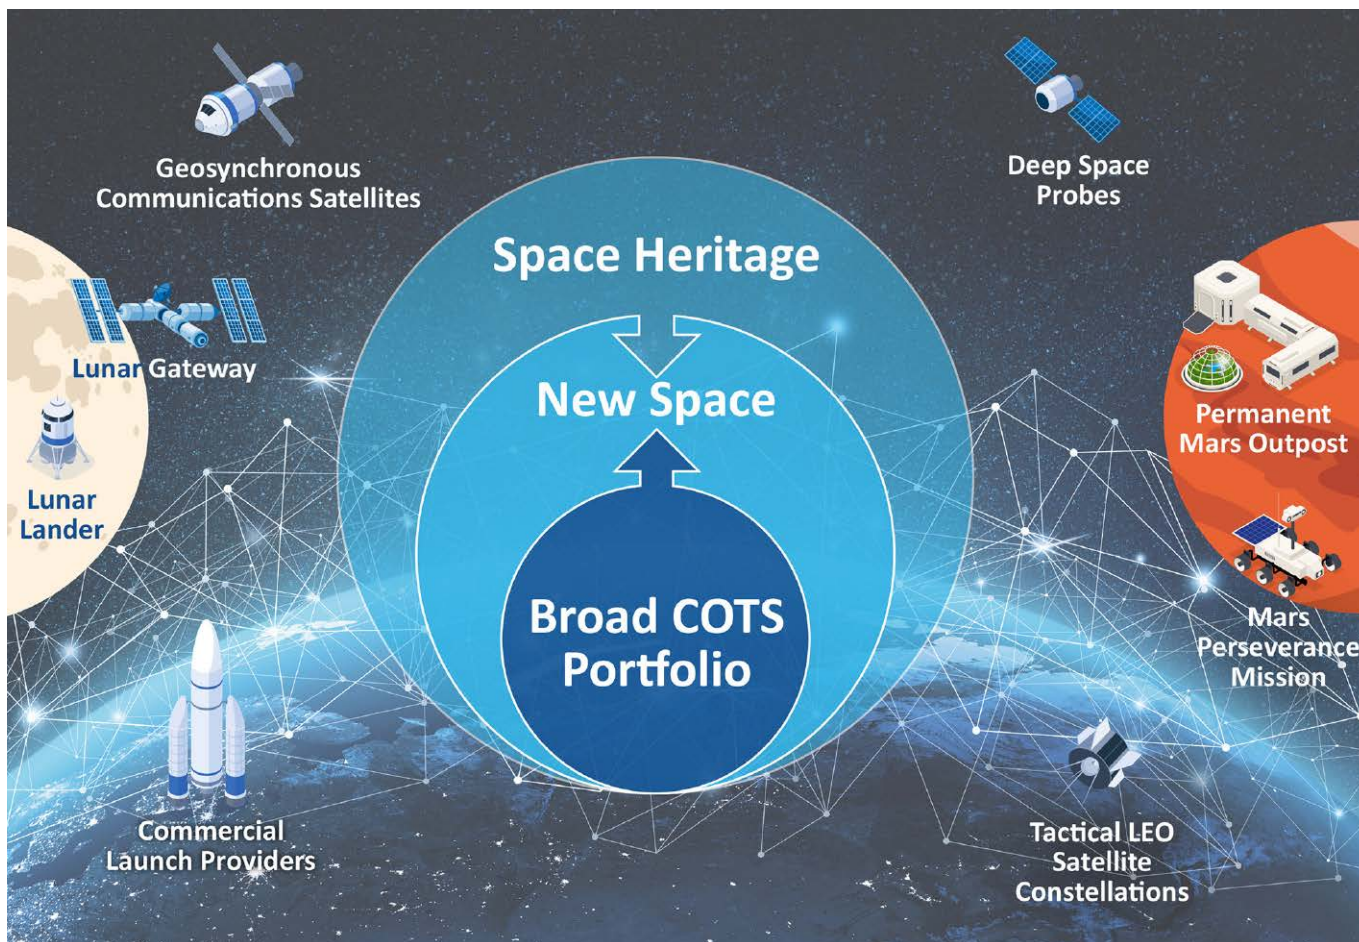 Geosynchronous
Communications Satellites
Deep Space
Probes
Space Heritage
Lunar Gateway
New Space
Permanent
Mars Outpost
Lunar
Lander
Broad COTS
Portfolio
Mars
Perseverance
Mission
Commercial
Launch Providers
Tactical LEO
Satellite
Constellations